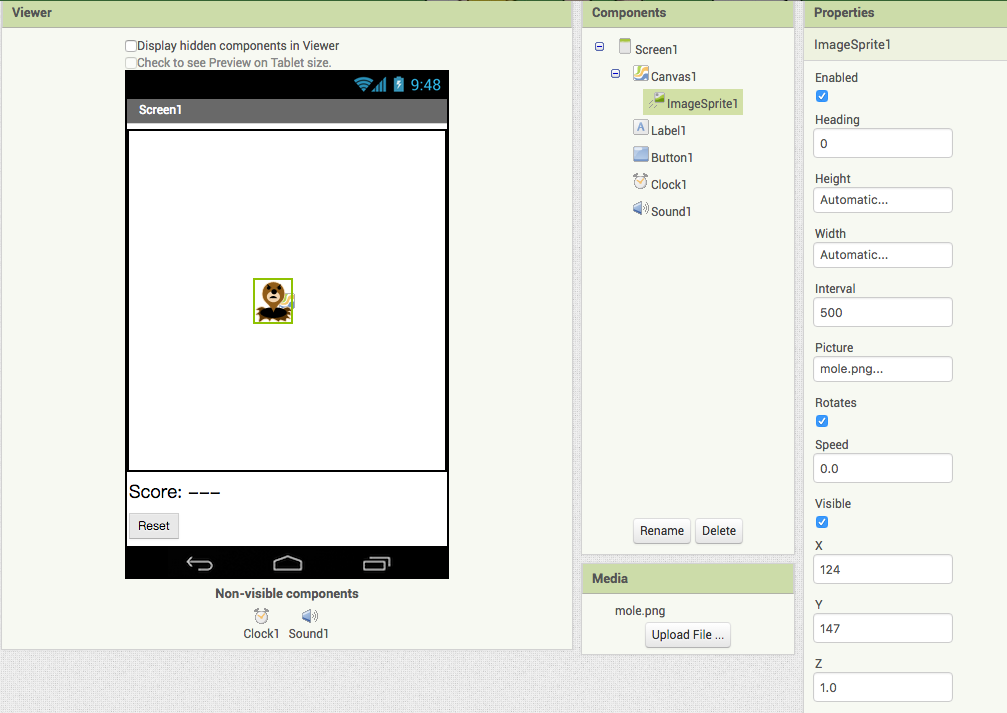 Viewer
Display hidden components in Viewer
Check to see Preview on Tablet size.
9:48
Screen1
Score: ---
Reset
Non-visible components
Clock1 Sound1
Components
Screen1
Canvas1
ImageSprite1
A Label1
Button1
Clock1
Sound1
Rename Delete
Media
mole.png
Upload File ...
Properties
ImageSprite1
Enabled
Heading
0
Height
Automatic...
Width
Automatic...
Interval
500
Picture
mole.png...
Rotates
Speed
0.0
Visible
X
124
Y
147
Z
1.0